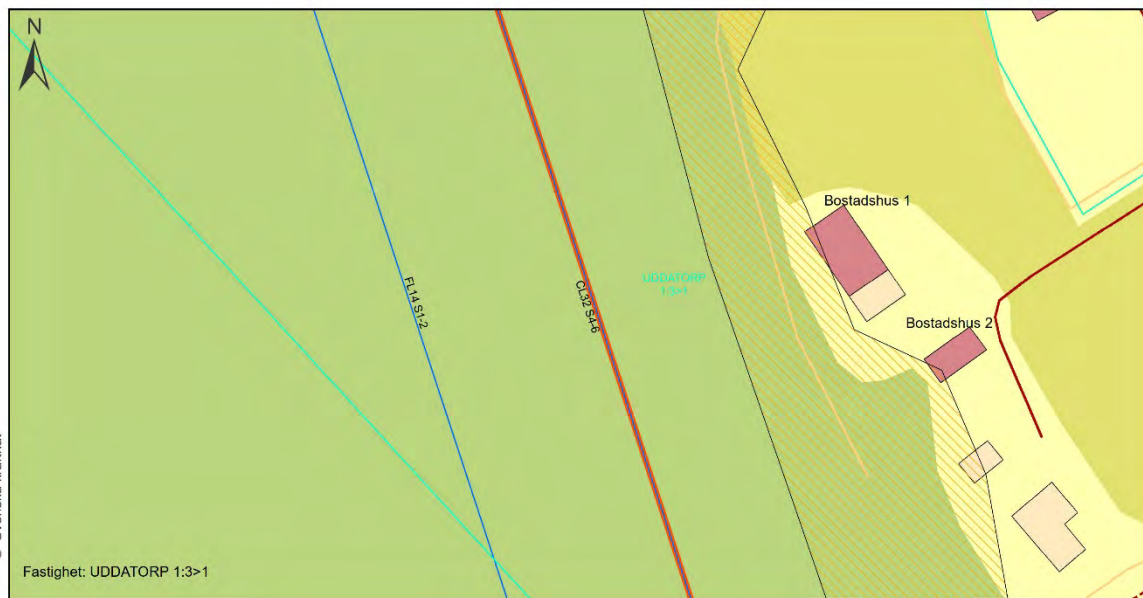 N
Bostadshus 1
UDDATORP
1:3>1
FL14 S1-2
CL32 S4-6
Bostadshus 2
Fastighet: UDDATORP 1:3>1